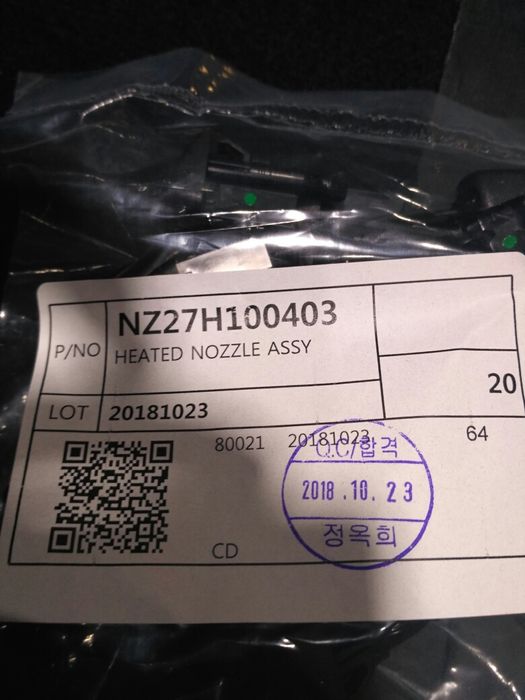 P/NO
NZ27H100403
HEATED NOZZLE ASSY
20
LOT 20181023
80021 20181023 64
Q.C/합격
2018.10.23
정옥희
CD